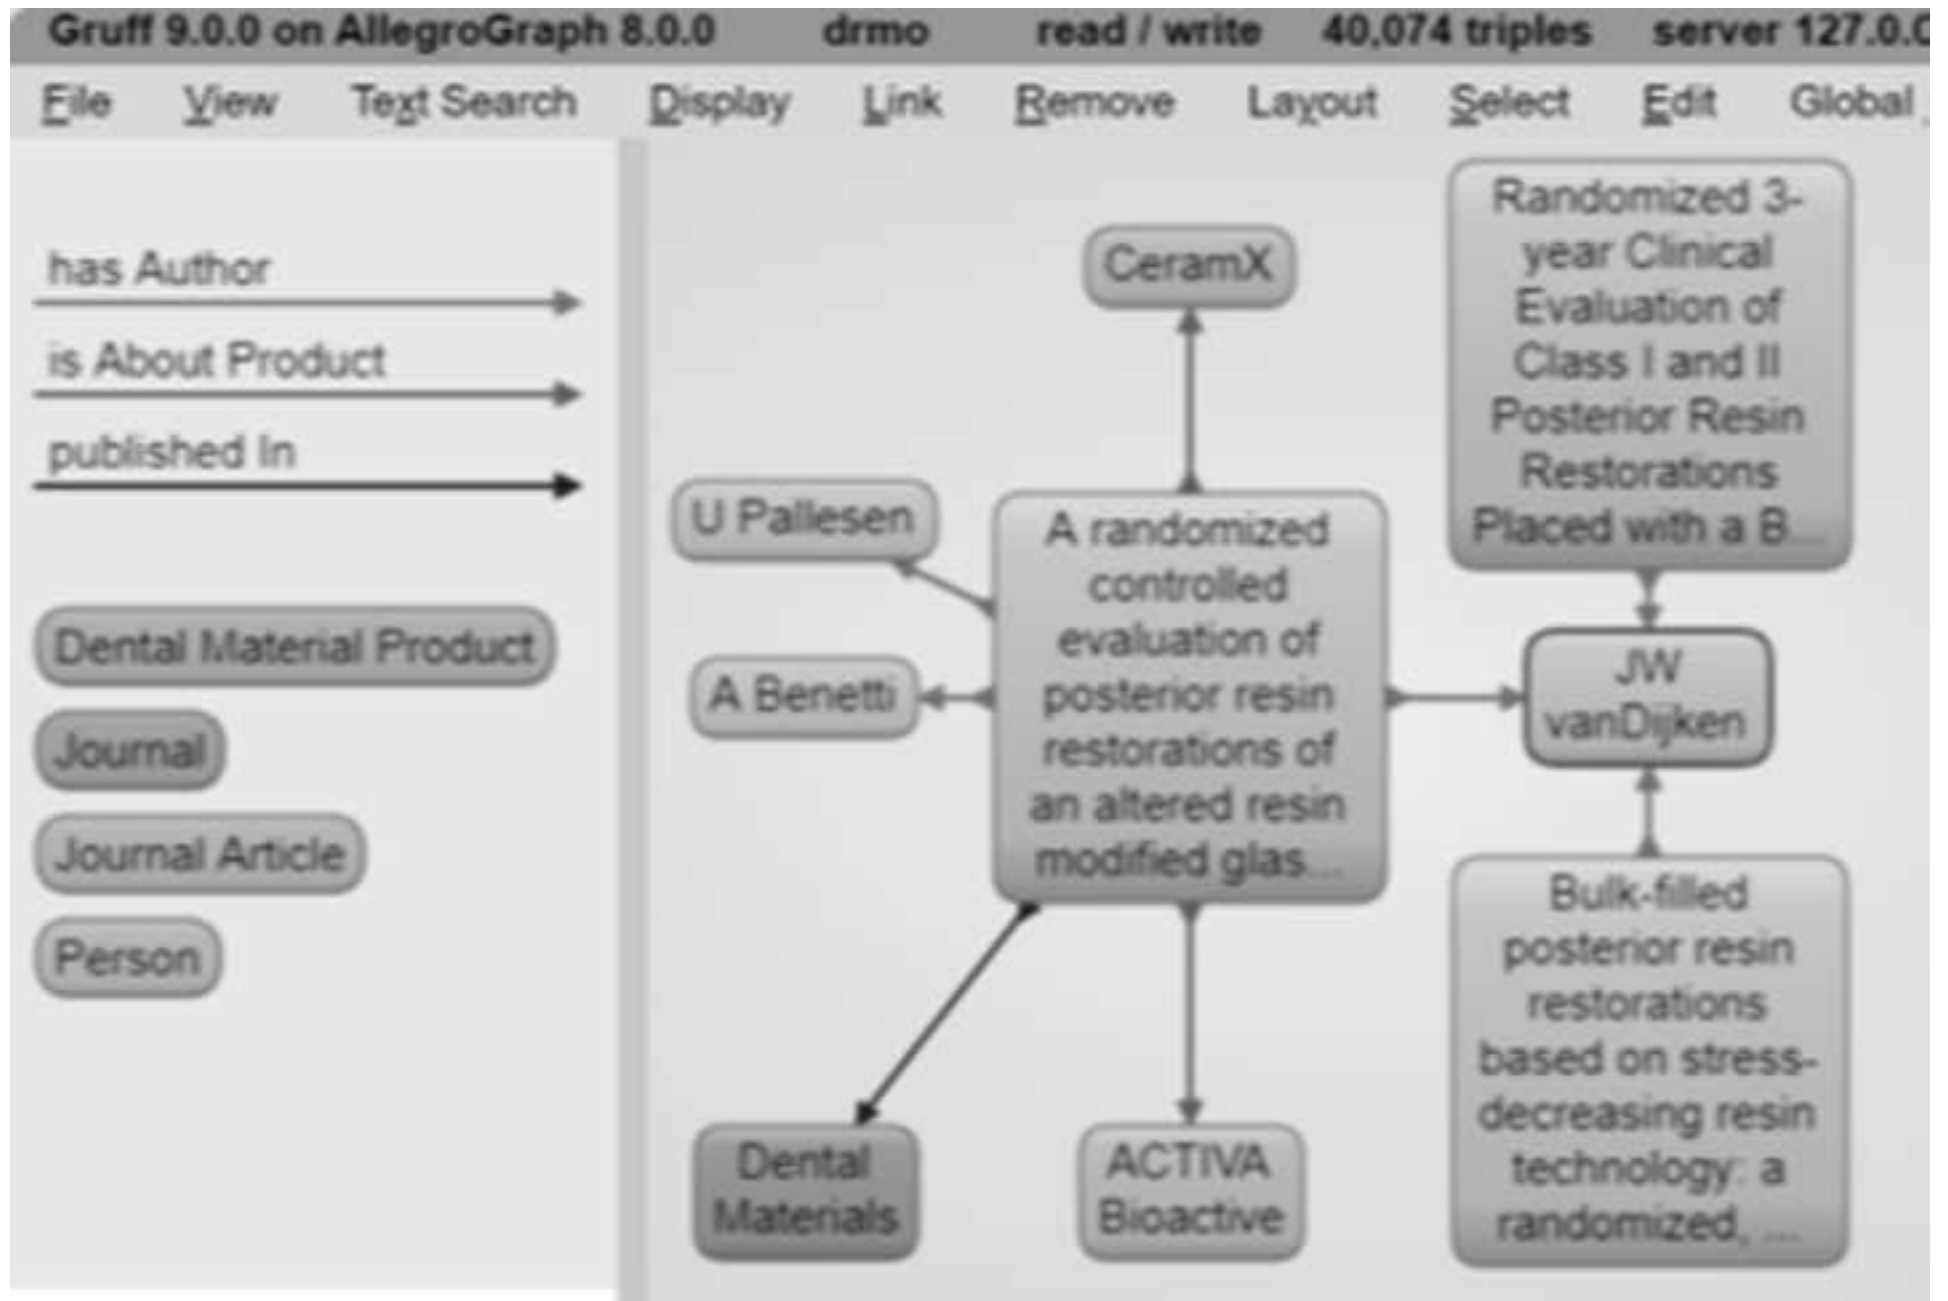 Gruff 9.0.0 on AllegroGraph 8.0.0 drmo read / write 40,074 triples server 127.0.0
File View Text Search Display Link Remove Layout Select Edit Global
has Author
is About Product
published In
Dental Material Product
Journal
Journal Article
Person
CeramX
U Pallesen
A Benetti
A randomized
controlled
evaluation of
posterior resin
restorations of
an altered resin
modified glas...
Dental
Materials
ACTIVA
Bioactive
Randomized 3-
year Clinical
Evaluation of
Class I and II
Posterior Resin
Restorations
Placed with a B...
JW
vanDijken
Bulk-filled
posterior resin
restorations
based on stress-
decreasing resin
technology: a
randomized, ...